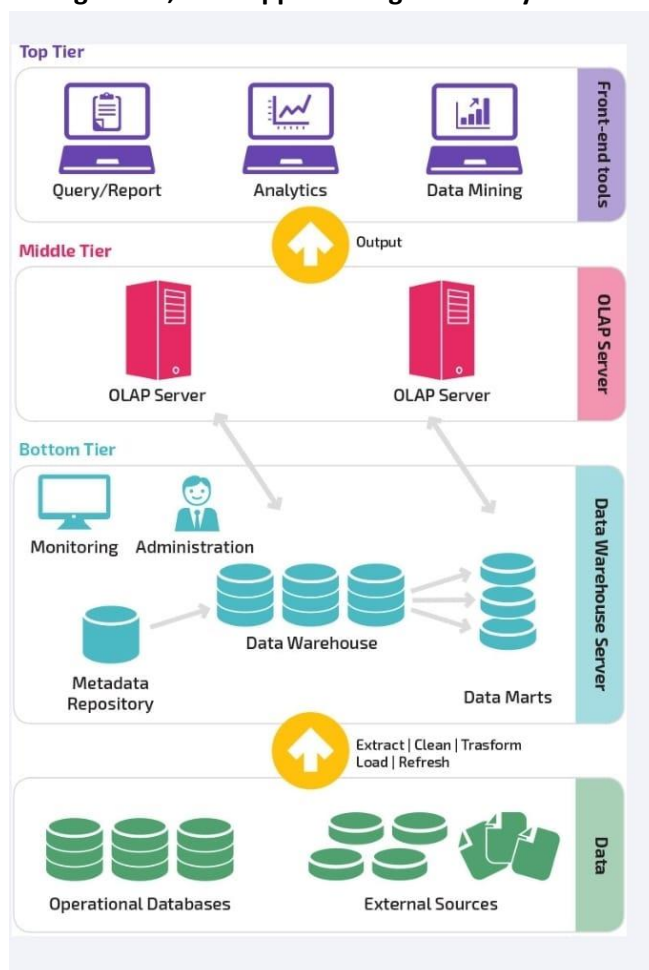 Top Tier
Query/Report
Analytics
Data Mining
Front-end tools
Output
Middle Tier
OLAP Server
OLAP Server
OLAP Server
Bottom Tier
Monitoring
Administration
Data Warehouse
Metadata
Repository
Data Marts
Data Warehouse Server
Extract | Clean | Trasform
Load | Refresh
Operational Databases
External Sources
Data